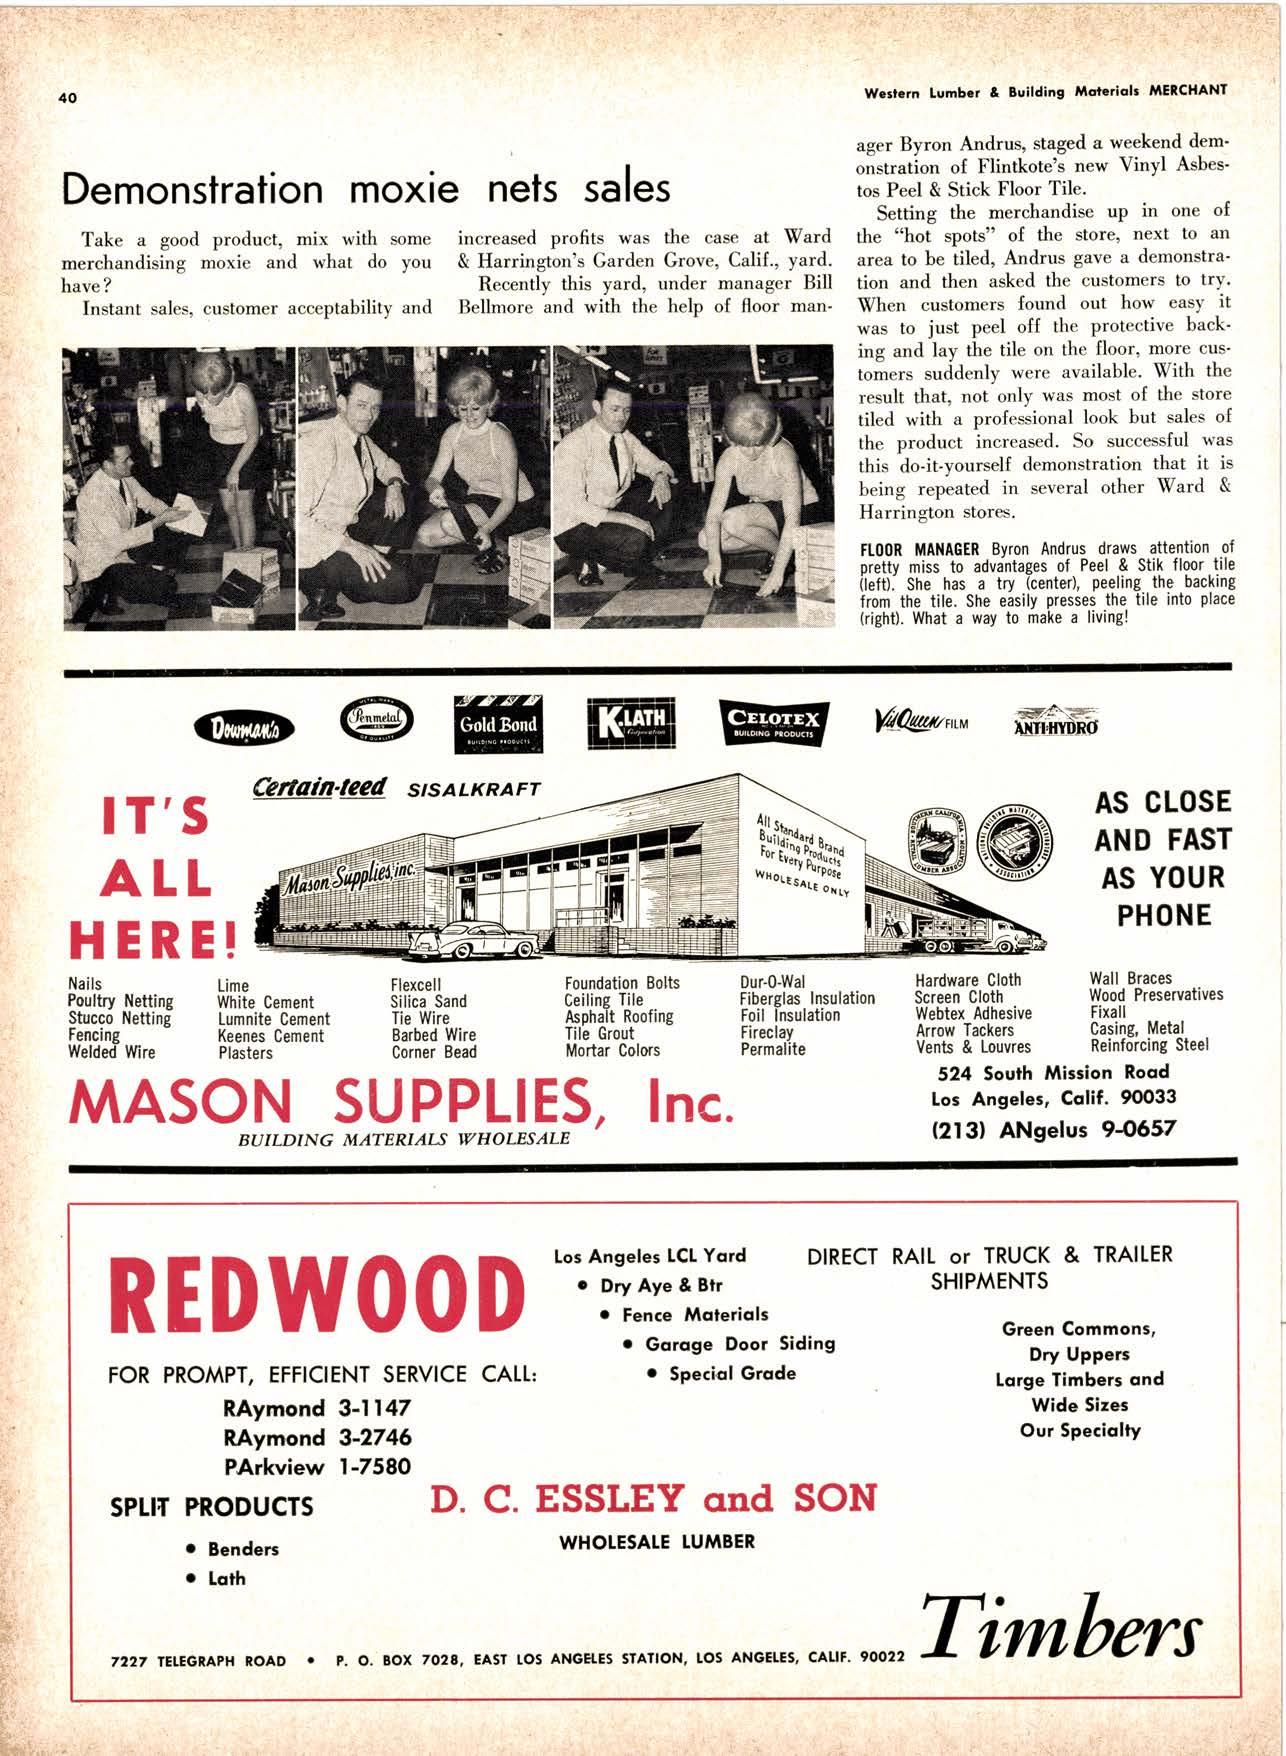 40
Western Lumber & Building Materials MERCHANT
Demonstration moxie nets sales
Take a good product, mix with some
merchandising moxie and what do you
have?
Instant sales, customer acceptability and
increased profits was the case at Ward
& Harrington's Garden Grove, Calif., yard.
Recently this yard, under manager Bill
Bellmore and with the help of floor man-
ager Byron Andrus, staged a weekend dem-
onstration of Flintkote's new Vinyl Asbes-
tos Peel & Stick Floor Tile.
Setting the merchandise up in one of
the "hot spots" of the store, next to an
area to be tiled, Andrus gave a demonstra-
tion and then asked the customers to try.
When customers found out how easy it
was to just peel off the protective back-
ing and lay the tile on the floor, more cus-
tomers suddenly were available. With the
result that, not only was most of the store
tiled with a professional look but sales of
the product increased. So successful was
this do-it-yourself demonstration that it is
being repeated in several other Ward &
Harrington stores.
FLOOR MANAGER Byron Andrus draws attention of
pretty miss to advantages of Peel & Stik floor tile
(left). She has a try (center), peeling the backing
from the tile. She easily presses the tile into place
(right). What a way to make a living!
Dowman's
Penmetal
OF QUALITY
Gold Bond
BUILDING PRODUCTS
K-LATH
Corporation
CELOTEX
BUILDING PRODUCTS
VisQueen FILM
ANTI-HYDRO
Certain-teed
SISALKRAFT
IT'S
ALL
HERE!
Mason Supplies, inc.
All Standard Brand
Building Products
For Every Purpose
WHOLESALE ONLY
SOUTHERN CALIFORNIA
RETAIL LUMBER ASSOCIATION
NATIONAL BUILDING MATERIAL DISTRIBUTORS
ASSOCIATION
AS CLOSE
AND FAST
AS YOUR
PHONE
Nails
Poultry Netting
Stucco Netting
Fencing
Welded Wire
Lime
White Cement
Lumnite Cement
Keenes Cement
Plasters
Flexcell
Silica Sand
Tie Wire
Barbed Wire
Corner Bead
Foundation Bolts
Ceiling Tile
Asphalt Roofing
Tile Grout
Mortar Colors
Dur-O-Wal
Fiberglas Insulation
Foil Insulation
Fireclay
Permalite
Hardware Cloth
Screen Cloth
Webtex Adhesive
Arrow Tackers
Vents & Louvres
Wall Braces
Wood Preservatives
Fixall
Casing, Metal
Reinforcing Steel
MASON SUPPLIES, Inc.
BUILDING MATERIALS WHOLESALE
524 South Mission Road
Los Angeles, Calif. 90033
(213) ANgelus 9-0657
REDWOOD
FOR PROMPT, EFFICIENT SERVICE CALL:
RAymond 3-1147
RAymond 3-2746
PArkview 1-7580
Los Angeles LCL Yard
• Dry Aye & Btr
• Fence Materials
• Garage Door Siding
• Special Grade
DIRECT RAIL or TRUCK & TRAILER
SHIPMENTS
Green Commons,
Dry Uppers
Large Timbers and
Wide Sizes
Our Specialty
SPLIT PRODUCTS
• Benders
• Lath
D. C. ESSLEY and SON
WHOLESALE LUMBER
Timbers
7227 TELEGRAPH ROAD • P. O. BOX 7028, EAST LOS ANGELES STATION, LOS ANGELES, CALIF. 90022